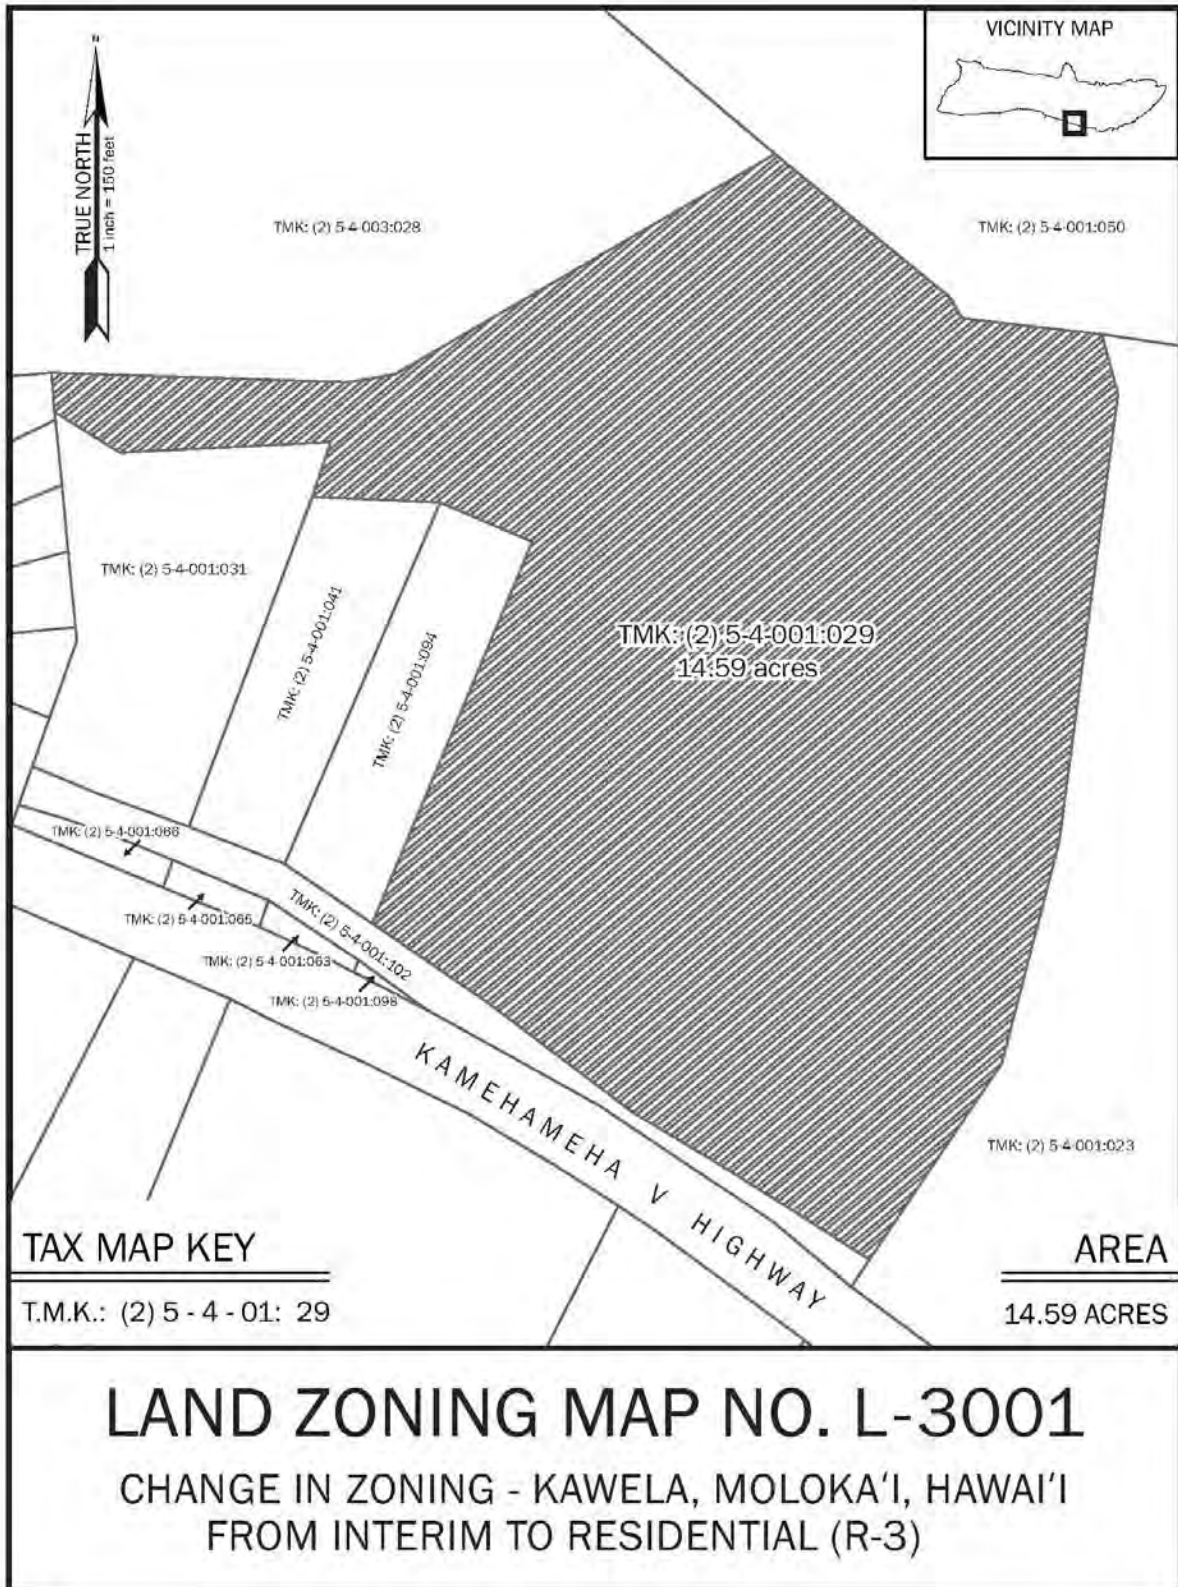 VICINITY MAP
N
TRUE NORTH
1 inch = 150 feet
TMK: (2) 5-4-003:028
TMK: (2) 5-4-001:050
TMK: (2) 5-4-001:031
TMK: (2) 5-4-001:041
TMK: (2) 5-4-001:094
TMK: (2) 5-4-001:029
14.59 acres
TMK: (2) 5-4-001:066
TMK: (2) 5-4-001:065
TMK: (2) 5-4-001:102
TMK: (2) 5-4-001:063
TMK: (2) 5-4-001:098
KAMEHAMEHA V HIGHWAY
TMK: (2) 5-4-001:023
TAX MAP KEY
T.M.K.: (2) 5 - 4 - 01: 29
AREA
14.59 ACRES
LAND ZONING MAP NO. L-3001
CHANGE IN ZONING - KAWELA, MOLOKAʻI, HAWAIʻI
FROM INTERIM TO RESIDENTIAL (R-3)